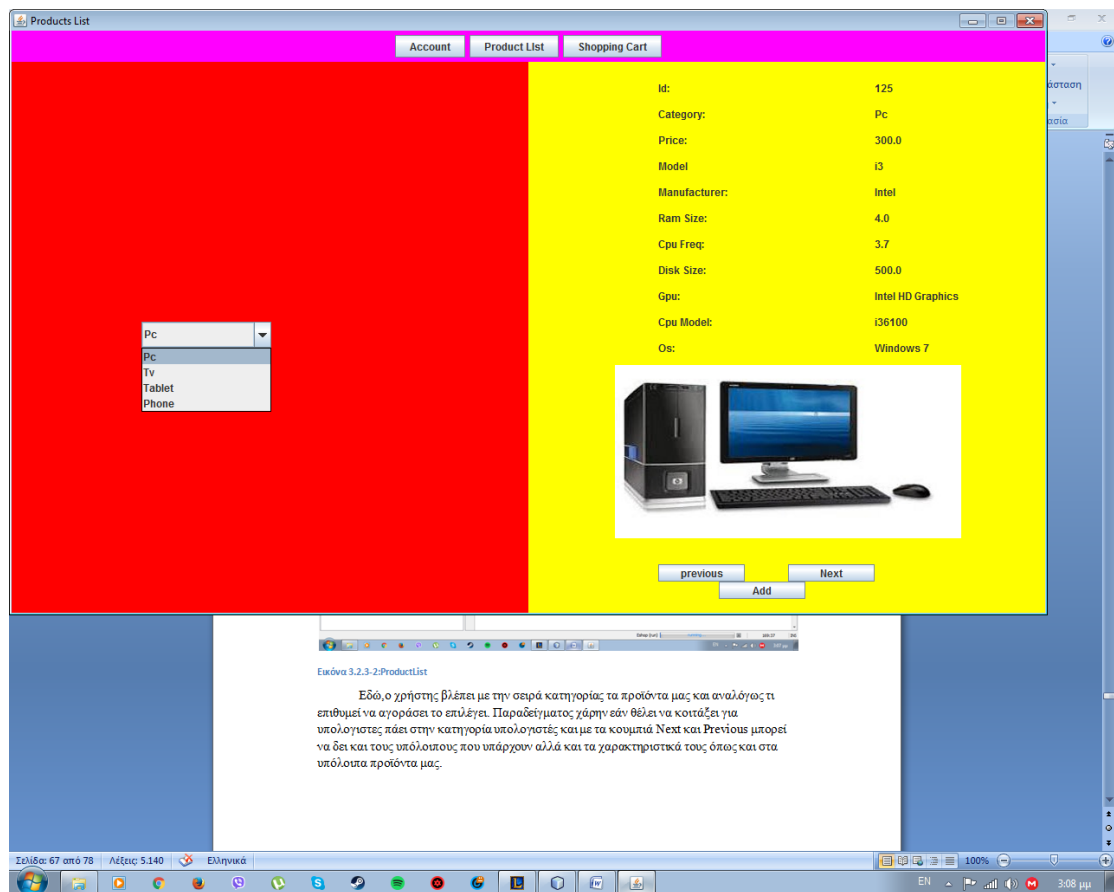 Products List
Account
Product LIst
Shopping Cart
Id: 125
Category: Pc
Price: 300.0
Model i3
Manufacturer: Intel
Ram Size: 4.0
Cpu Freq: 3.7
Disk Size: 500.0
Gpu: Intel HD Graphics
Cpu Model: i36100
Os: Windows 7
Pc
Pc
Tv
Tablet
Phone
previous
Next
Add
άσταση
ασία
Εικόνα 3.2.3-2:ProductList
Εδώ,ο χρήστης βλέπει με την σειρά κατηγορίας τα προϊόντα μας και αναλόγως τι
επιθυμεί να αγοράσει το επιλέγει. Παραδείγματος χάρην εάν θέλει να κοιτάξει για
υπολογιστες πάει στην κατηγορία υπολογιστές και με τα κουμπιά Next και Previous μπορεί
να δει και τους υπόλοιπους που υπάρχουν αλλά και τα χαρακτηριστικά τους όπως και στα
υπόλοιπα προϊόντα μας.
Σελίδα: 67 από 78
Λέξεις: 5.140
Ελληνικά
100%
EN
3:08 μμ